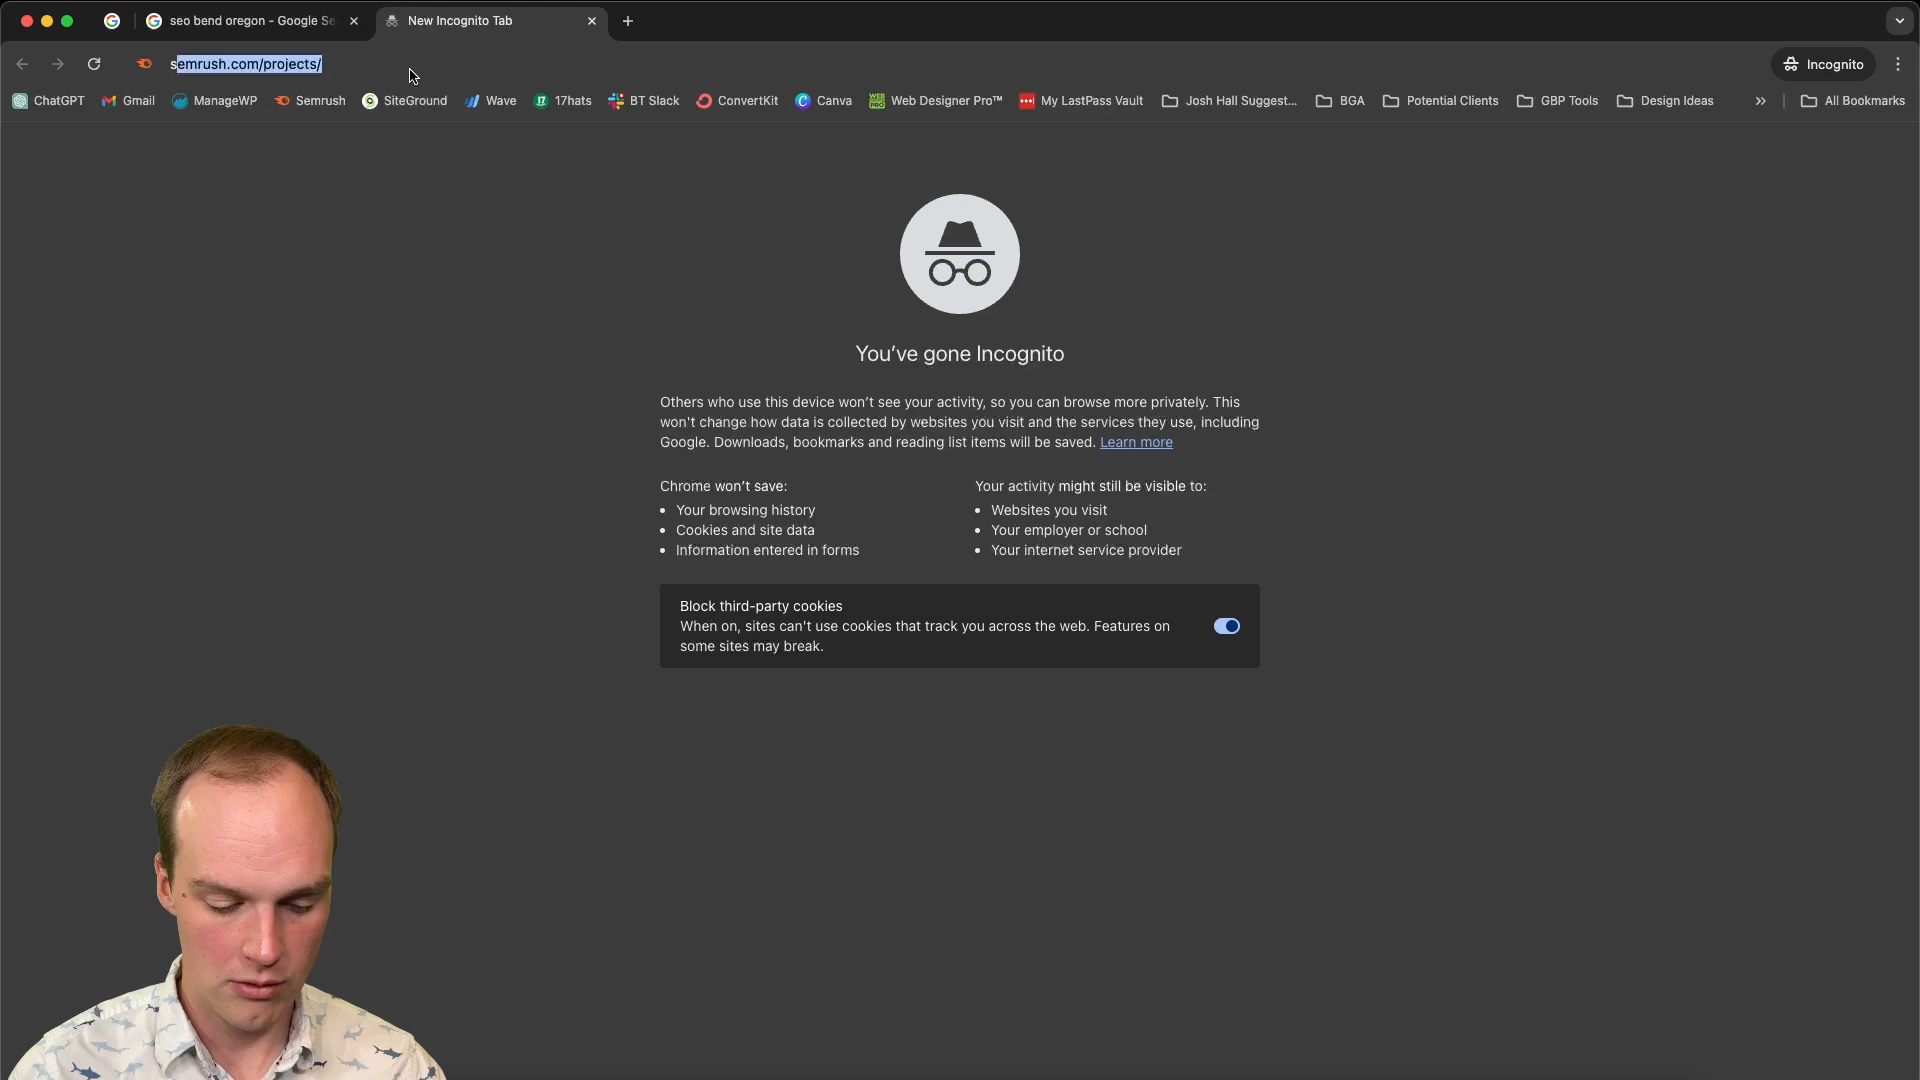 seo bend oregon - Google Se
New Incognito Tab
semrush.com/projects/
Incognito
ChatGPT
Gmail
ManageWP
Semrush
SiteGround
Wave
17hats
BT Slack
ConvertKit
Canva
Web Designer Pro™
My LastPass Vault
Josh Hall Suggest...
BGA
Potential Clients
GBP Tools
Design Ideas
»
All Bookmarks
You've gone Incognito
Others who use this device won't see your activity, so you can browse more privately. This
won't change how data is collected by websites you visit and the services they use, including
Google. Downloads, bookmarks and reading list items will be saved. Learn more
Chrome won't save:
• Your browsing history
• Cookies and site data
• Information entered in forms
Your activity might still be visible to:
• Websites you visit
• Your employer or school
• Your internet service provider
Block third-party cookies
When on, sites can't use cookies that track you across the web. Features on
some sites may break.